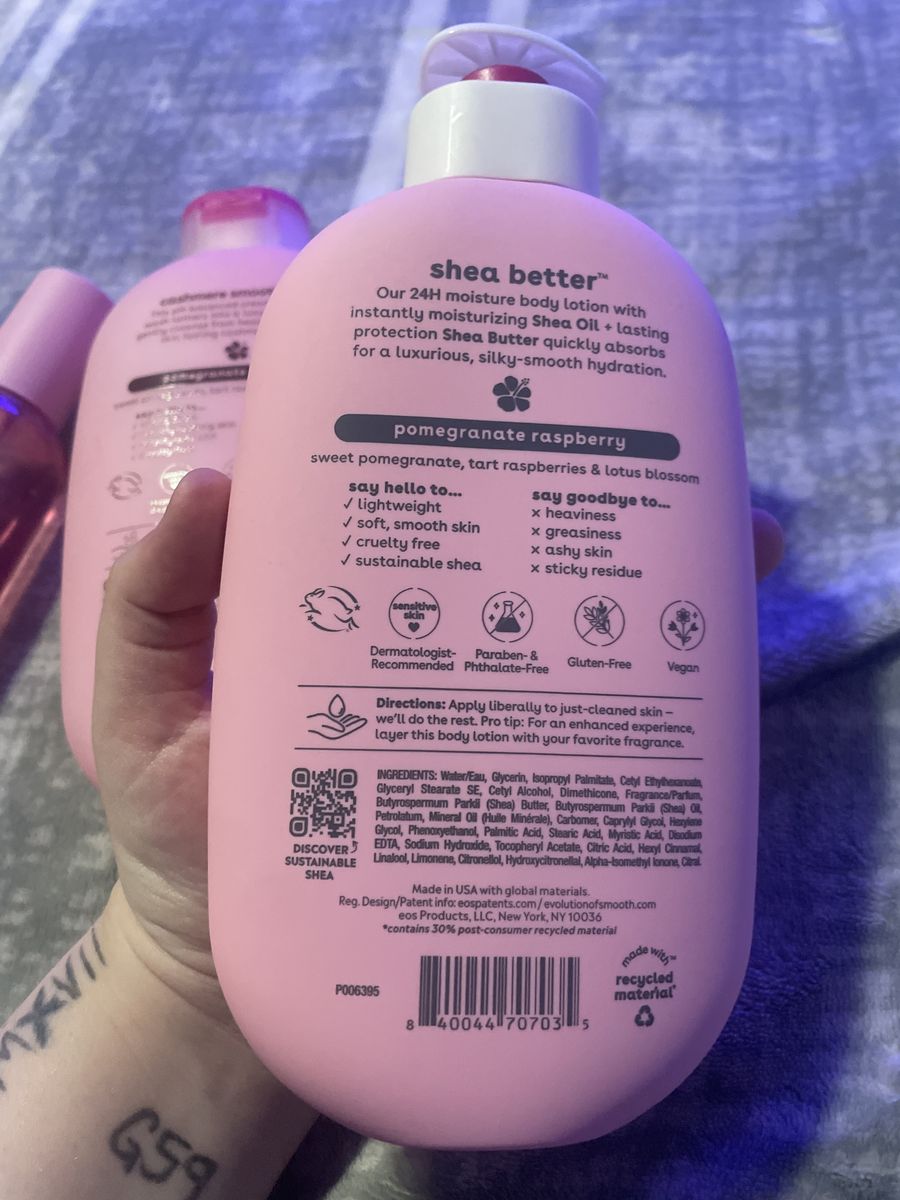 shea better™
Our 24H moisture body lotion with
instantly moisturizing Shea Oil + lasting
protection Shea Butter quickly absorbs
for a luxurious, silky-smooth hydration.
pomegranate raspberry
sweet pomegranate, tart raspberries & lotus blossom
say hello to...
✓ lightweight
✓ soft, smooth skin
✓ cruelty free
✓ sustainable shea
say goodbye to...
× heaviness
× greasiness
× ashy skin
× sticky residue
sensitive
skin
Dermatologist-
Recommended
Paraben- &
Phthalate-Free
Gluten-Free
Vegan
Directions: Apply liberally to just-cleaned skin –
we'll do the rest. Pro tip: For an enhanced experience,
layer this body lotion with your favorite fragrance.
DISCOVER
SUSTAINABLE
SHEA
INGREDIENTS: Water/Eau, Glycerin, Isopropyl Palmitate, Cetyl Ethylhexanoate,
Glyceryl Stearate SE, Cetyl Alcohol, Dimethicone, Fragrance/Parfum,
Butyrospermum Parkii (Shea) Butter, Butyrospermum Parkii (Shea) Oil,
Petrolatum, Mineral Oil (Huile Minérale), Carbomer, Caprylyl Glycol, Hexylene
Glycol, Phenoxyethanol, Palmitic Acid, Stearic Acid, Myristic Acid, Disodium
EDTA, Sodium Hydroxide, Tocopheryl Acetate, Citric Acid, Hexyl Cinnamal,
Linalool, Limonene, Citronellol, Hydroxycitronellal, Alpha-Isomethyl Ionone, Citral.
Made in USA with global materials.
Reg. Design/Patent info: eospatents.com / evolutionofsmooth.com
eos Products, LLC, New York, NY 10036
*contains 30% post-consumer recycled material
P006395
8 40044 70703 5
made with™
recycled
material*
cashmere
pomegranate
MXVII
G59